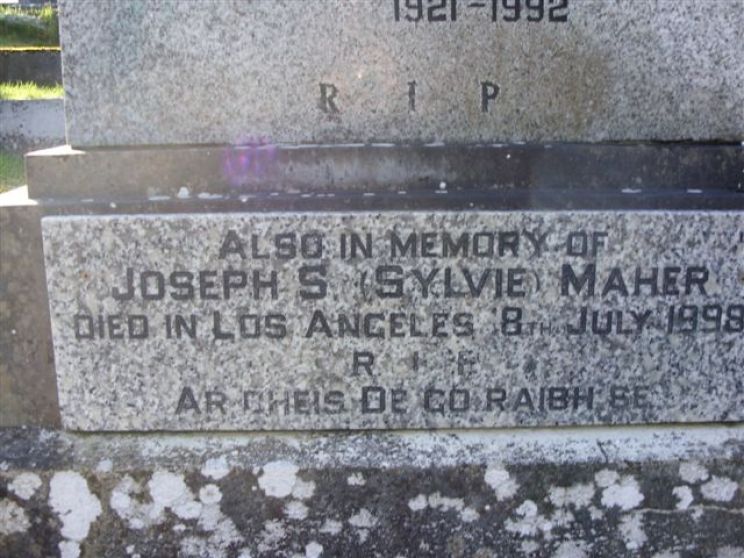 1921-1992
R I P
ALSO IN MEMORY OF
JOSEPH S. (SYLVIE) MAHER
DIED IN LOS ANGELES 8TH JULY 1998
R I P
AR DHEIS DE GO RAIBH SE